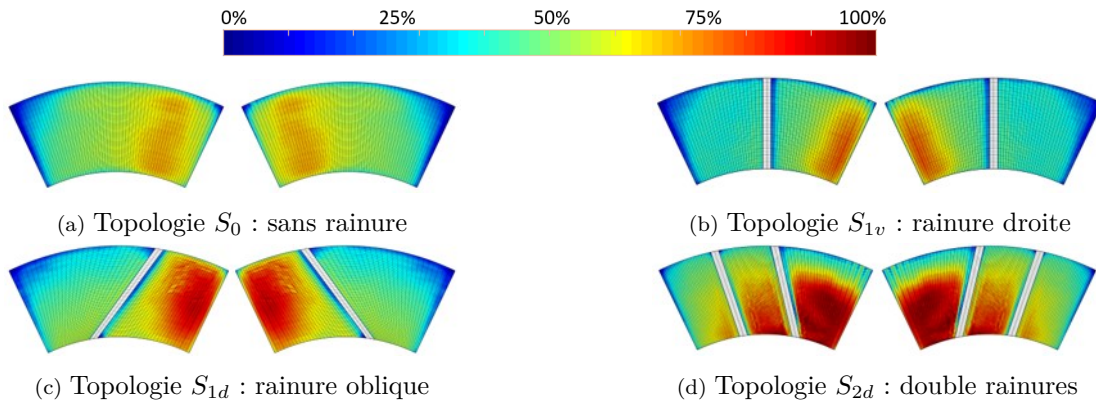 0% 25% 50% 75% 100%
(a) Topologie S₀ : sans rainure
(b) Topologie S₁ᵥ : rainure droite
(c) Topologie S₁d : rainure oblique
(d) Topologie S₂d : double rainures